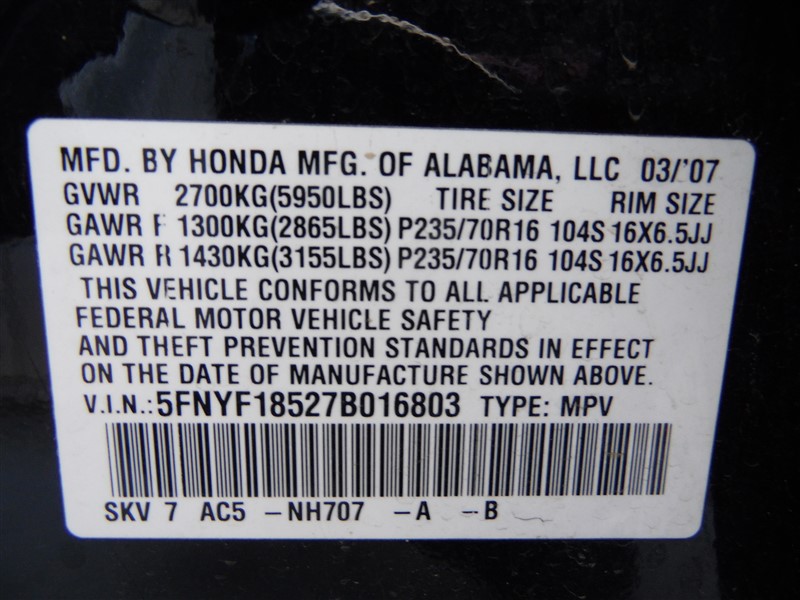 MFD. BY HONDA MFG. OF ALABAMA, LLC 03/'07
GVWR 2700KG(5950LBS) TIRE SIZE RIM SIZE
GAWR F 1300KG(2865LBS) P235/70R16 104S 16X6.5JJ
GAWR R 1430KG(3155LBS) P235/70R16 104S 16X6.5JJ
THIS VEHICLE CONFORMS TO ALL APPLICABLE
FEDERAL MOTOR VEHICLE SAFETY
AND THEFT PREVENTION STANDARDS IN EFFECT
ON THE DATE OF MANUFACTURE SHOWN ABOVE.
V.I.N.: 5FNYF18527B016803 TYPE: MPV
SKV 7 AC5 -NH707 -A -B